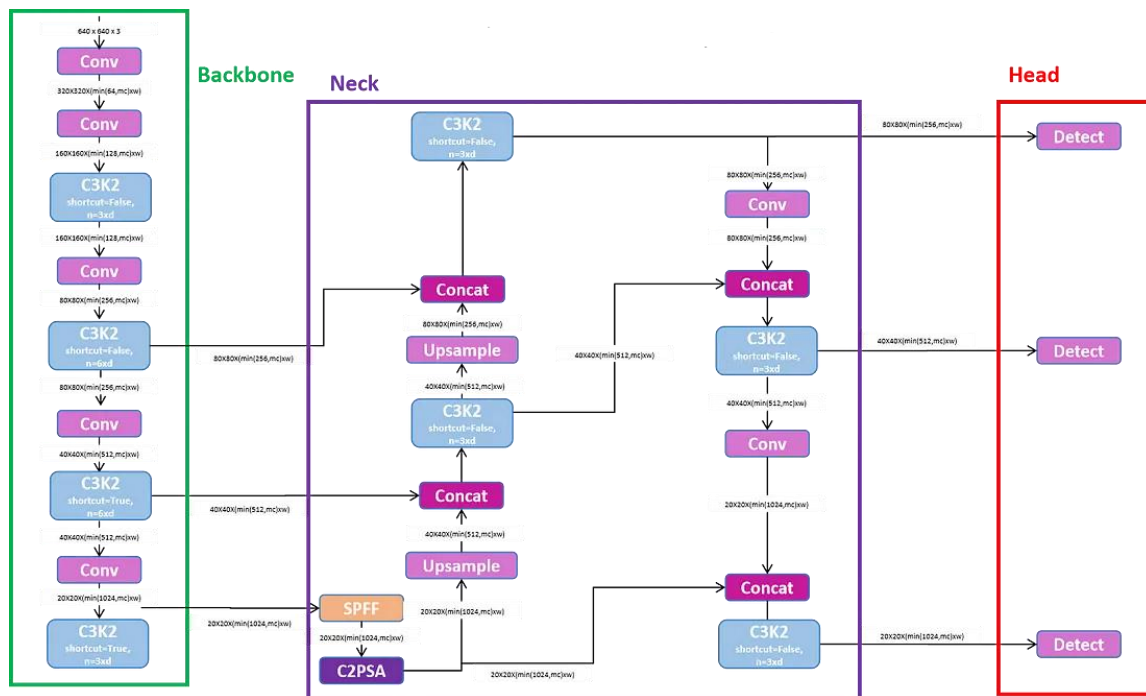 Backbone
640 x 640 x 3
Conv
320X320X(min(64,mc)xw)
Conv
160X160X(min(128,mc)xw)
C3K2
shortcut=False,
n=3xd
160X160X(min(128,mc)xw)
Conv
80X80X(min(256,mc)xw)
C3K2
shortcut=False,
n=6xd
80X80X(min(256,mc)xw)
80X80X(min(256,mc)xw)
Conv
40X40X(min(512,mc)xw)
C3K2
shortcut=True,
n=6xd
40X40X(min(512,mc)xw)
40X40X(min(512,mc)xw)
Conv
20X20X(min(1024,mc)xw)
C3K2
shortcut=True,
n=3xd
20X20X(min(1024,mc)xw)
Neck
C3K2
shortcut=False,
n=3xd
Concat
80X80X(min(256,mc)xw)
Upsample
40X40X(min(512,mc)xw)
C3K2
shortcut=False,
n=3xd
Concat
40X40X(min(512,mc)xw)
Upsample
20X20X(min(1024,mc)xw)
SPFF
20X20X(min(1024,mc)xw)
C2PSA
20X20X(min(1024,mc)xw)
40X40X(min(512,mc)xw)
80X80X(min(256,mc)xw)
Conv
80X80X(min(256,mc)xw)
Concat
C3K2
shortcut=False,
n=3xd
40X40X(min(512,mc)xw)
Conv
20X20X(min(1024,mc)xw)
Concat
C3K2
shortcut=False,
n=3xd
Head
80X80X(min(256,mc)xw)
Detect
40X40X(min(512,mc)xw)
Detect
20X20X(min(1024,mc)xw)
Detect